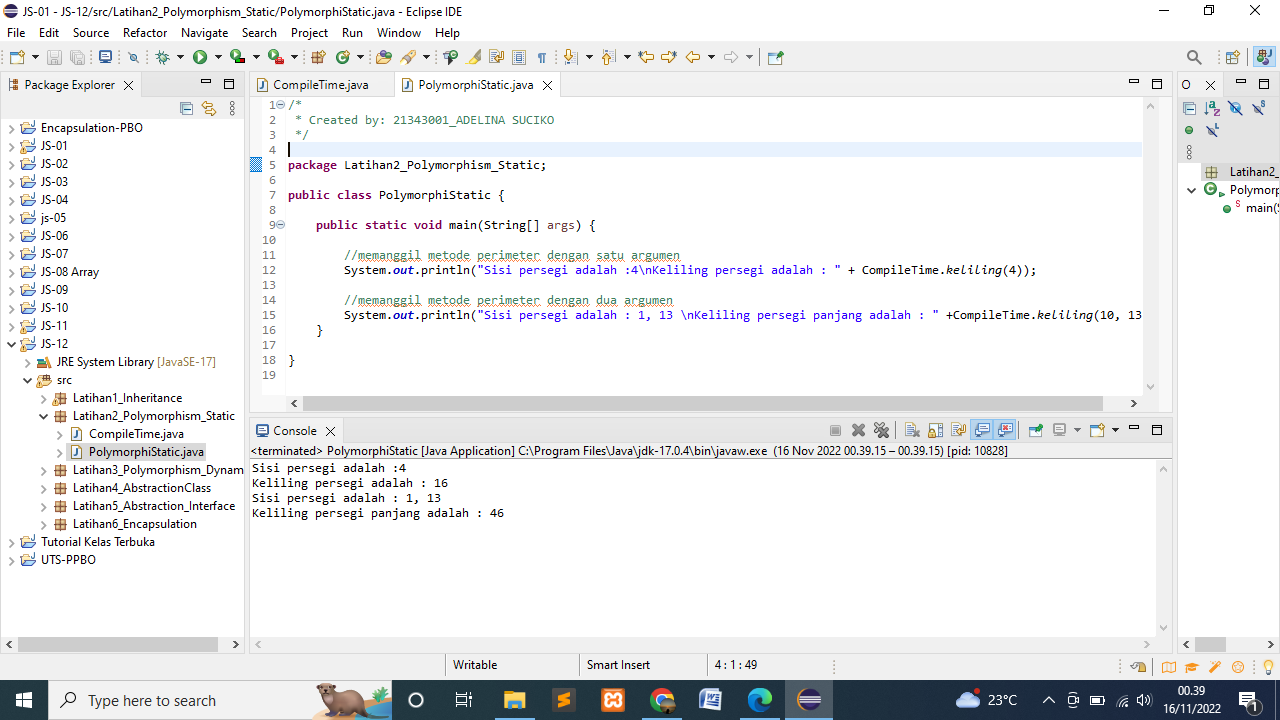 JS-01 - JS-12/src/Latihan2_Polymorphism_Static/PolymorphiStatic.java - Eclipse IDE
File Edit Source Refactor Navigate Search Project Run Window Help
Package Explorer
Encapsulation-PBO
JS-01
JS-02
JS-03
JS-04
js-05
JS-06
JS-07
JS-08 Array
JS-09
JS-10
JS-11
JS-12
JRE System Library [JavaSE-17]
src
Latihan1_Inheritance
Latihan2_Polymorphism_Static
CompileTime.java
PolymorphiStatic.java
Latihan3_Polymorphism_Dynam
Latihan4_AbstractionClass
Latihan5_Abstraction_Interface
Latihan6_Encapsulation
Tutorial Kelas Terbuka
UTS-PPBO
CompileTime.java PolymorphiStatic.java
1 /*
2 * Created by: 21343001_ADELINA SUCIKO
3 */
4
5 package Latihan2_Polymorphism_Static;
6
7 public class PolymorphiStatic {
8
9 public static void main(String[] args) {
10
11 //memanggil metode perimeter dengan satu argumen
12 System.out.println("Sisi persegi adalah :4\nKeliling persegi adalah : " + CompileTime.keliling(4));
13
14 //memanggil metode perimeter dengan dua argumen
15 System.out.println("Sisi persegi adalah : 1, 13 \nKeliling persegi panjang adalah : " +CompileTime.keliling(10, 13
16 }
17
18 }
19
Console
<terminated> PolymorphiStatic [Java Application] C:\Program Files\Java\jdk-17.0.4\bin\javaw.exe (16 Nov 2022 00.39.15 – 00.39.15) [pid: 10828]
Sisi persegi adalah :4
Keliling persegi adalah : 16
Sisi persegi adalah : 1, 13
Keliling persegi panjang adalah : 46
O
Latihan2_
Polymorp
main(S
Writable Smart Insert 4 : 1 : 49
Type here to search
23°C
00.39
16/11/2022
1